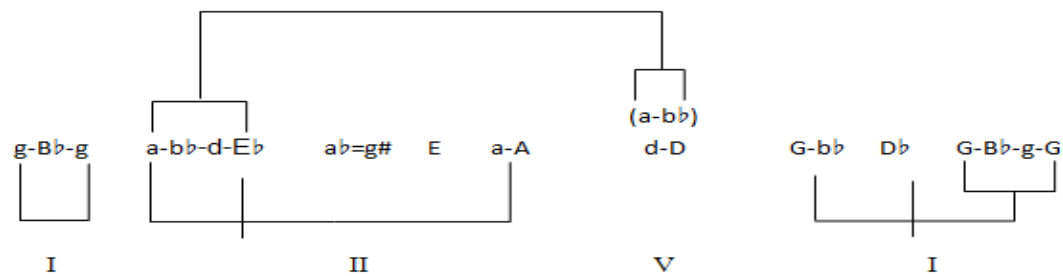 (a-b♭)
g-B♭-g a-b♭-d-E♭ a♭=g# E a-A d-D G-b♭ D♭ G-B♭-g-G
I II V I